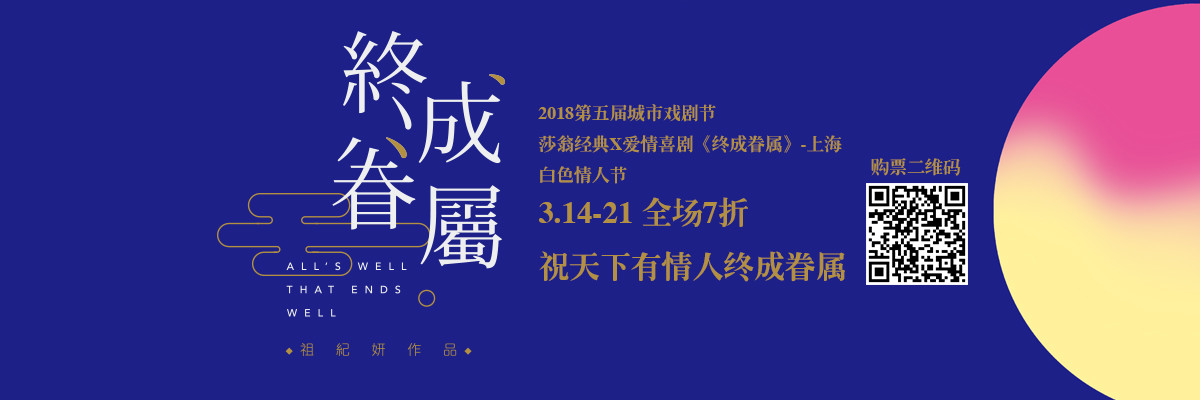 終成
眷屬
ALL'S WELL
THAT ENDS
WELL
祖紀妍作品
2018第五届城市戏剧节
莎翁经典X爱情喜剧《终成眷属》-上海
白色情人节
3.14-21 全场7折
祝天下有情人终成眷属
购票二维码